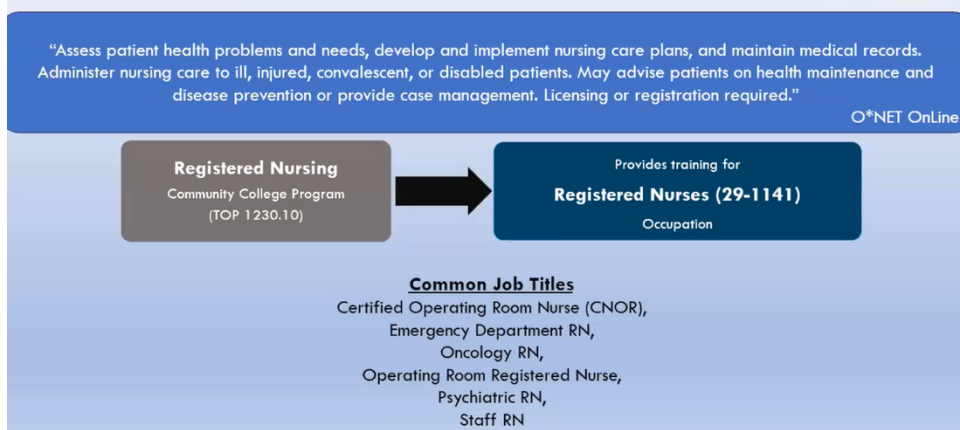 “Assess patient health problems and needs, develop and implement nursing care plans, and maintain medical records.
Administer nursing care to ill, injured, convalescent, or disabled patients. May advise patients on health maintenance and
disease prevention or provide case management. Licensing or registration required.”
O*NET OnLine
Registered Nursing
Community College Program
(TOP 1230.10)
Provides training for
Registered Nurses (29-1141)
Occupation
Common Job Titles
Certified Operating Room Nurse (CNOR),
Emergency Department RN,
Oncology RN,
Operating Room Registered Nurse,
Psychiatric RN,
Staff RN